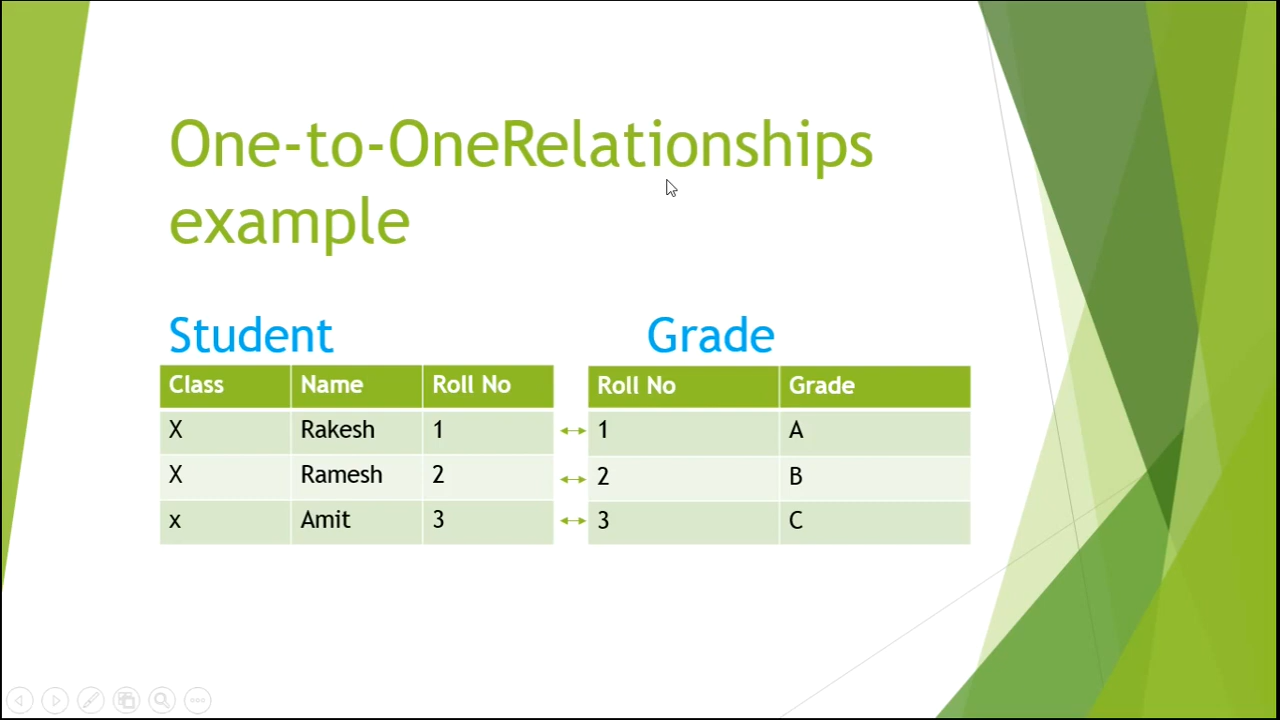 One-to-OneRelationships
example
Student Grade
Class Name Roll No Roll No Grade
X Rakesh 1 1 A
X Ramesh 2 2 B
x Amit 3 3 C